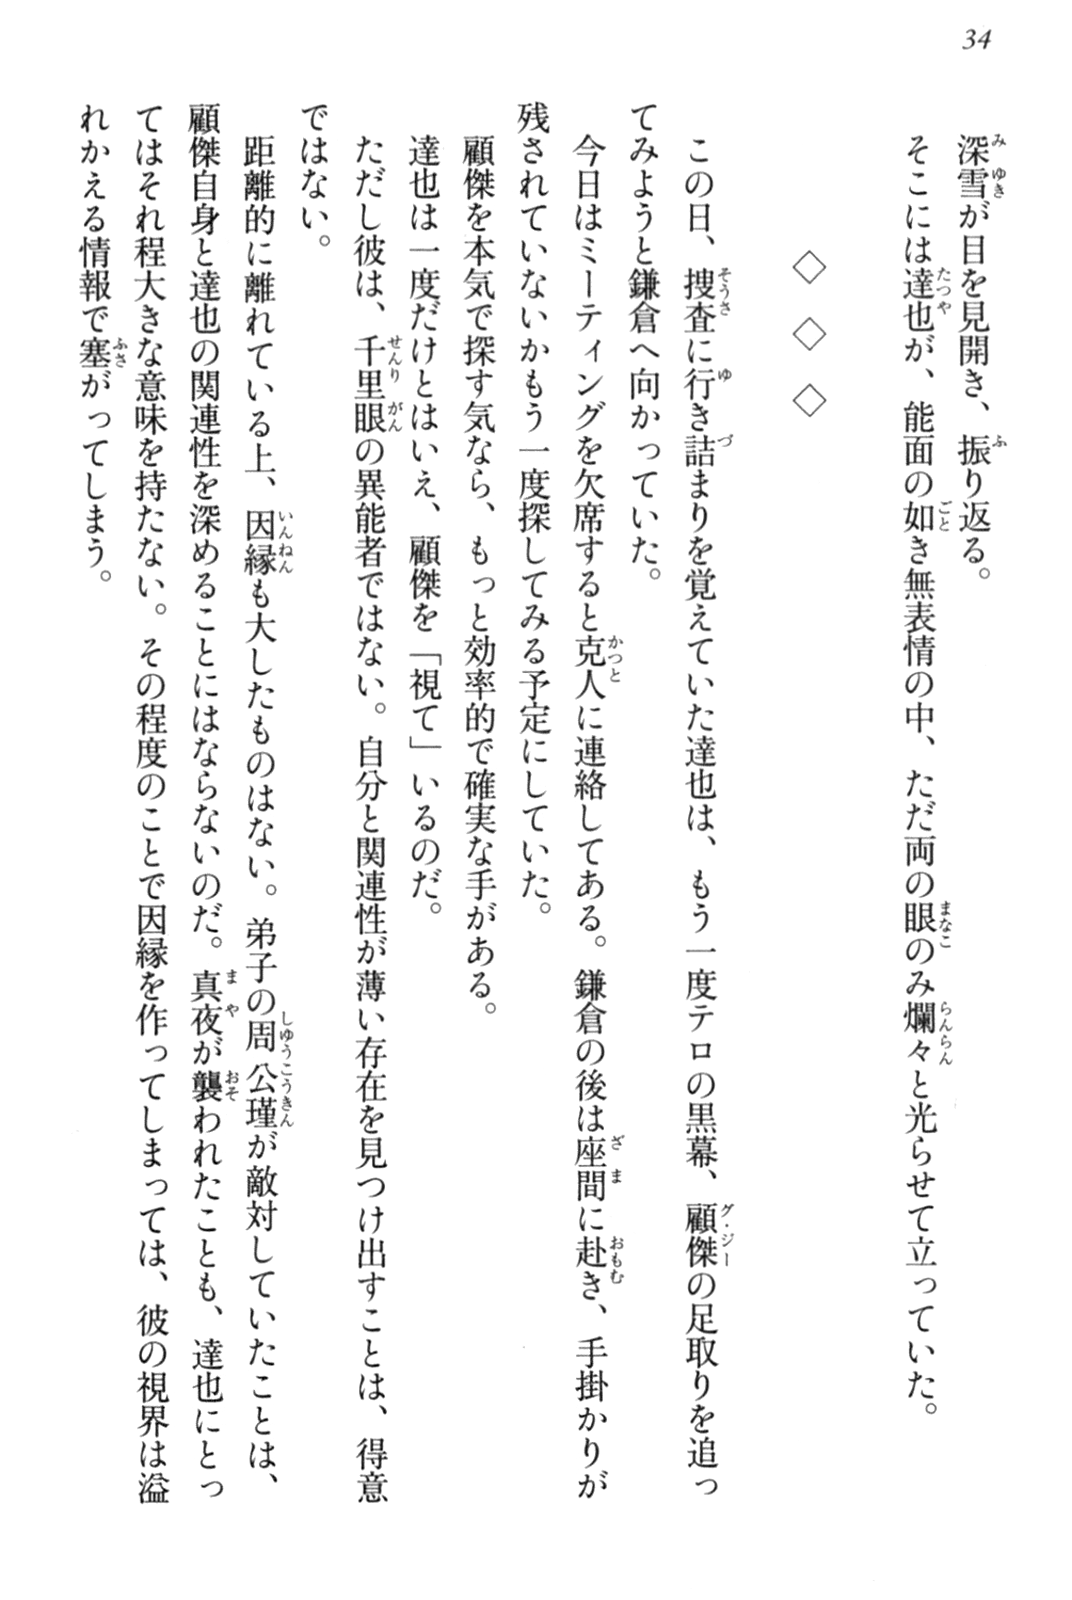 34
深雪が目を見開き、振り返る。
そこには達也が、能面の如き無表情の中、ただ両の眼のみ爛々と光らせて立っていた。
◇ ◇ ◇
この日、捜査に行き詰まりを覚えていた達也は、もう一度テロの黒幕、顧傑の足取りを追っ
てみようと鎌倉へ向かっていた。
今日はミーティングを欠席すると克人に連絡してある。鎌倉の後は座間に赴き、手掛かりが
残されていないかもう一度探してみる予定にしていた。
顧傑を本気で探す気なら、もっと効率的で確実な手がある。
達也は一度だけとはいえ、顧傑を「視て」いるのだ。
ただし彼は、千里眼の異能者ではない。自分と関連性が薄い存在を見つけ出すことは、得意
ではない。
距離的に離れている上、因縁も大したものはない。弟子の周公瑾が敵対していたことは、
顧傑自身と達也の関連性を深めることにはならないのだ。真夜が襲われたことも、達也にとっ
てはそれ程大きな意味を持たない。その程度のことで因縁を作ってしまっては、彼の視界は溢
れかえる情報で塞がってしまう。